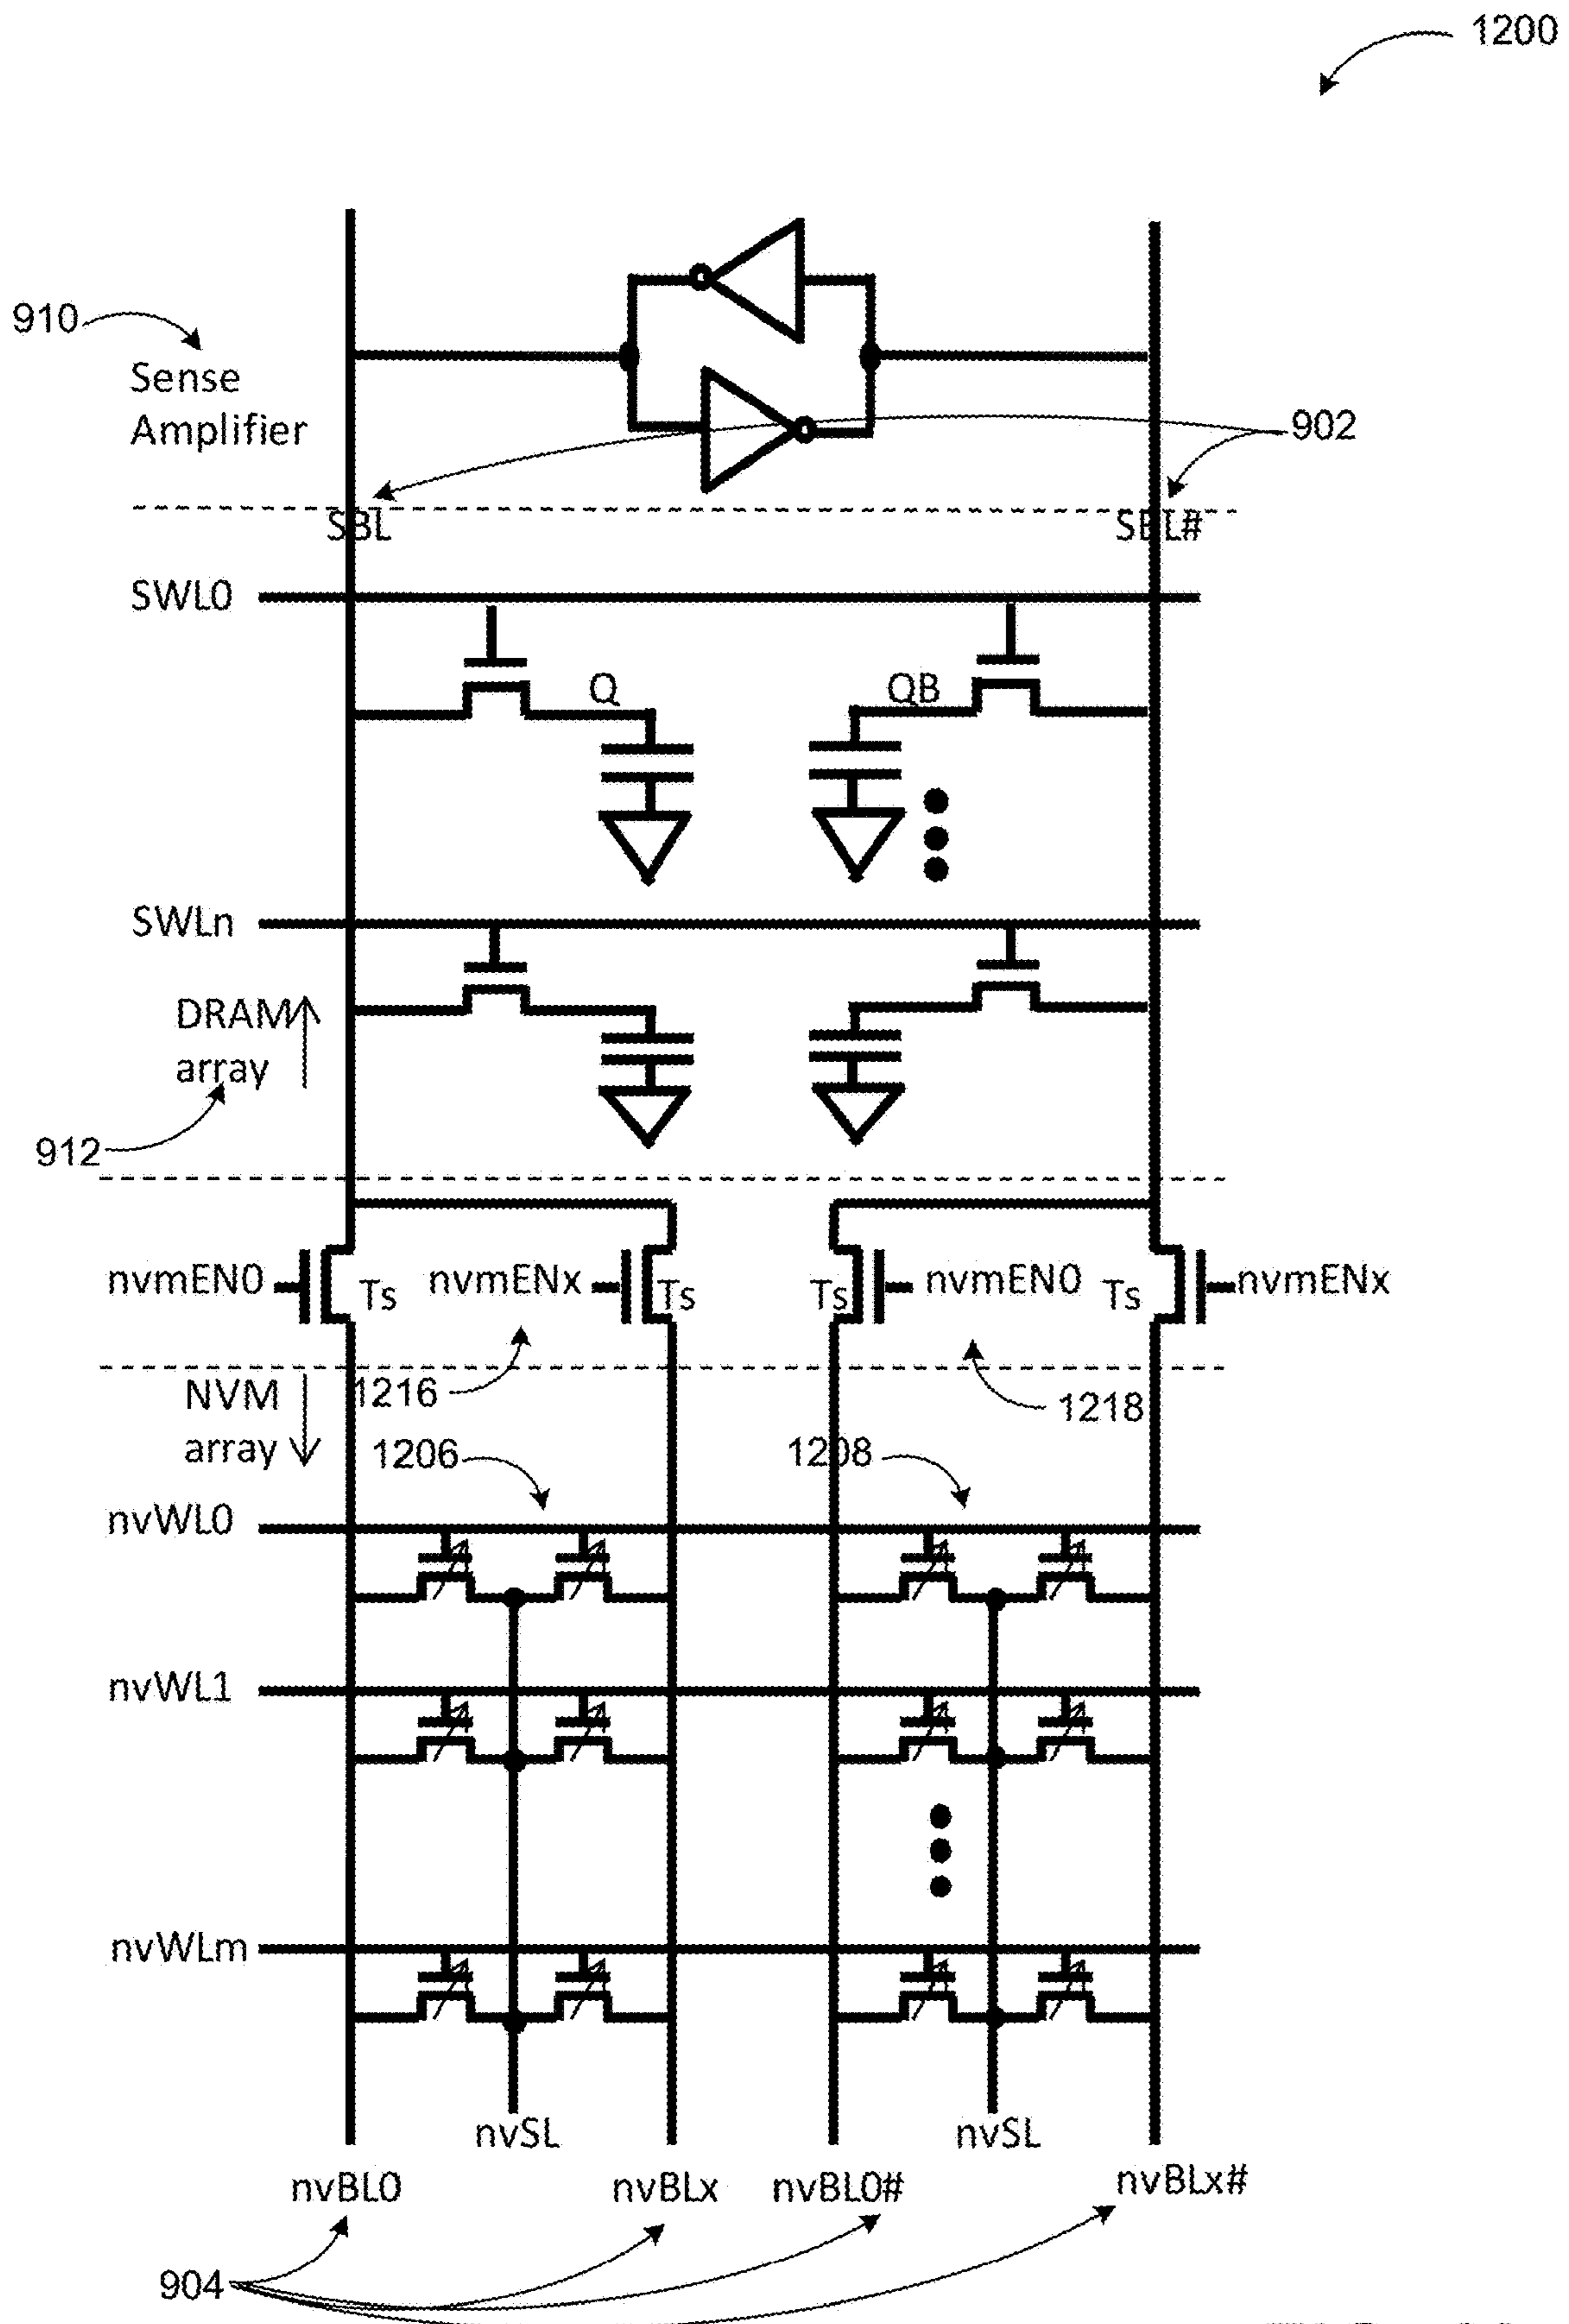 1200
910
Sense
Amplifier
902
SBL
SBL#
SWL0
Q
QB
SWLn
DRAM
array
912
nvmEN0
Ts
nvmENx
Ts
Ts
nvmEN0
Ts
nvmENx
NVM
array
1216
1218
1206
1208
nvWL0
nvWL1
nvWLm
nvSL
nvSL
nvBL0
nvBLx
nvBL0#
nvBLx#
904